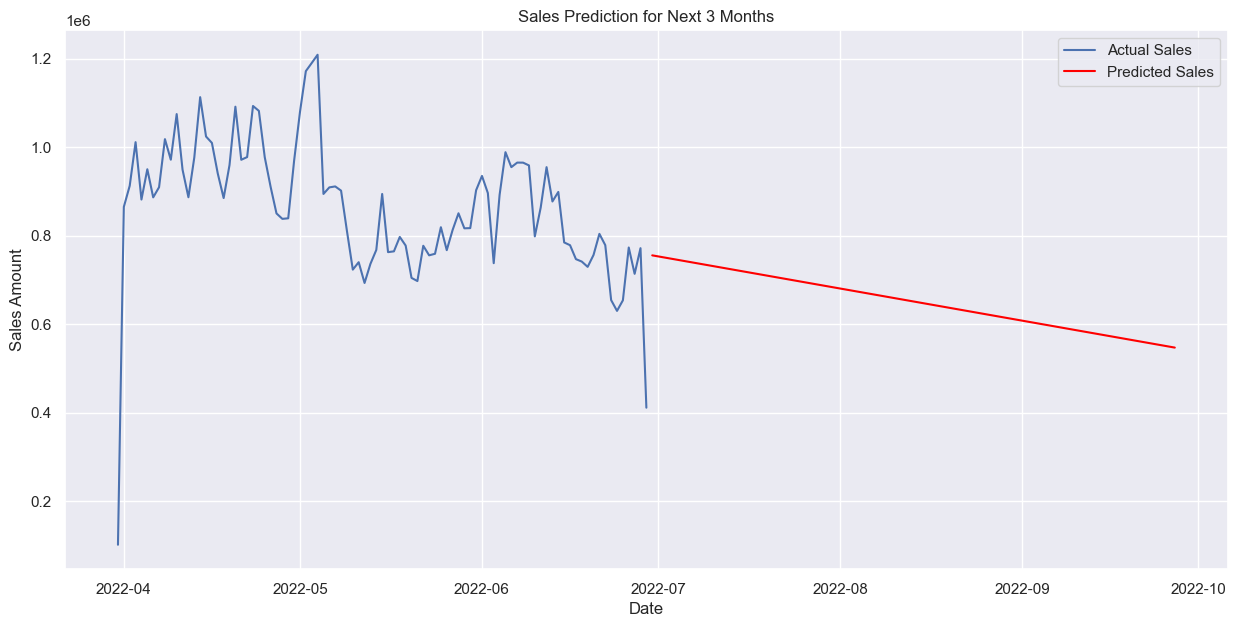 Sales Prediction for Next 3 Months
1e6
Actual Sales
Predicted Sales
1.2
1.0
0.8
0.6
0.4
0.2
Sales Amount
2022-04 2022-05 2022-06 2022-07 2022-08 2022-09 2022-10
Date